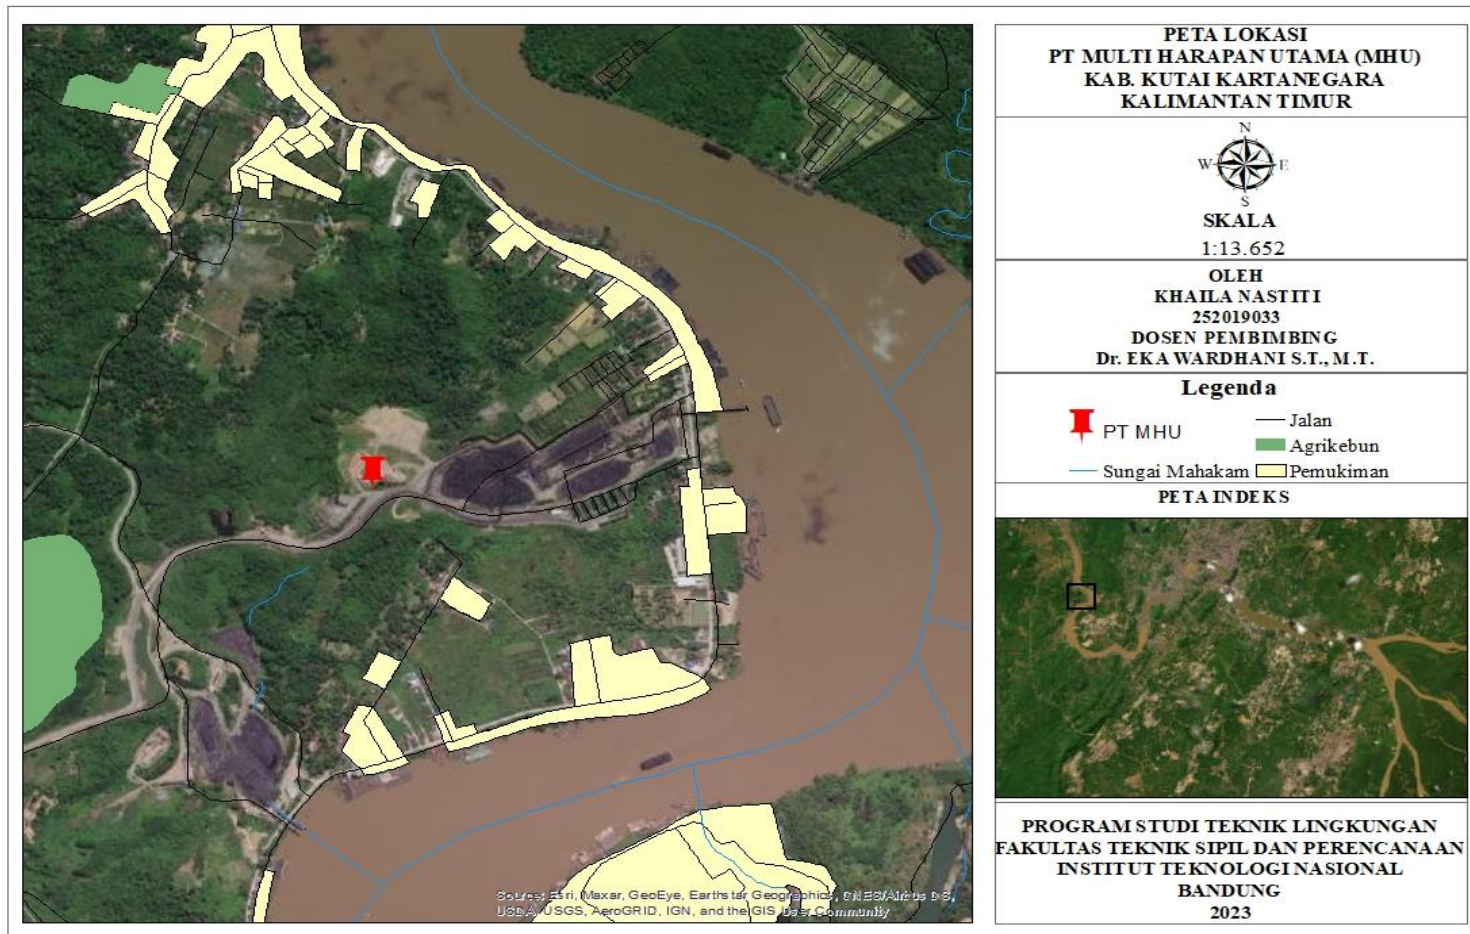 PETA LOKASI
PT MULTI HARAPAN UTAMA (MHU)
KAB. KUTAI KARTANEGARA
KALIMANTAN TIMUR
N
W E
S
SKALA
1:13.652
OLEH
KHAILA NASTITI
252019033
DOSEN PEMBIMBING
Dr. EKA WARDHANI S.T., M.T.
Legenda
PT MHU
Jalan
Agrikebun
Sungai Mahakam
Pemukiman
PETA INDEKS
PROGRAM STUDI TEKNIK LINGKUNGAN
FAKULTAS TEKNIK SIPIL DAN PERENCANAAN
INSTITUT TEKNOLOGI NASIONAL
BANDUNG
2023
Source: Esri, Maxar, GeoEye, Earthstar Geographics, CNES/Airbus DS,
USDA, USGS, AeroGRID, IGN, and the GIS User Community